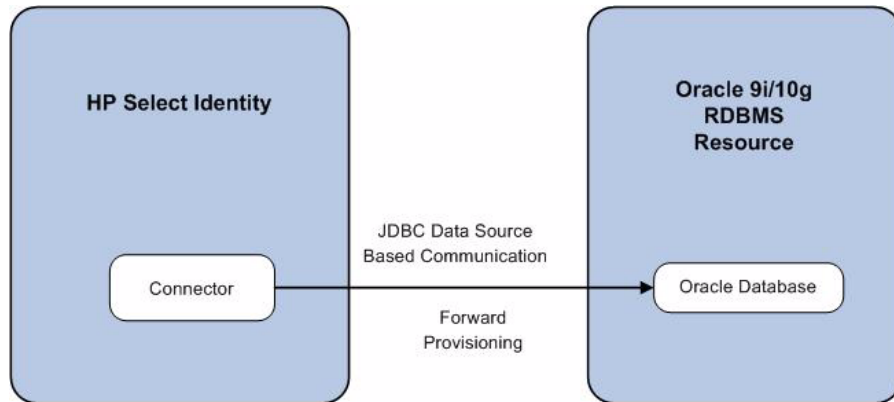 HP Select Identity
Oracle 9i/10g
RDBMS
Resource
JDBC Data Source
Based Communication
Connector
Oracle Database
Forward
Provisioning